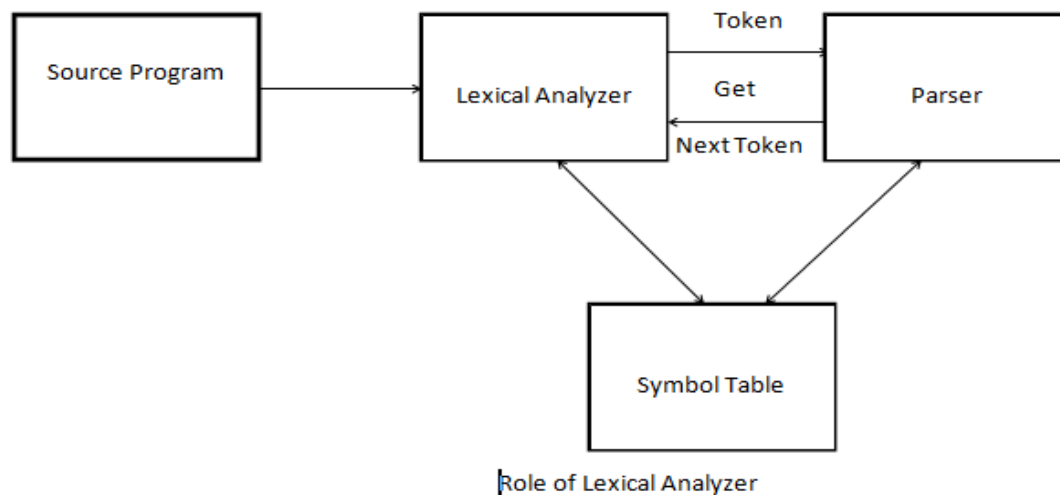 Token
Source Program
Lexical Analyzer
Get
Parser
Next Token
Symbol Table
Role of Lexical Analyzer